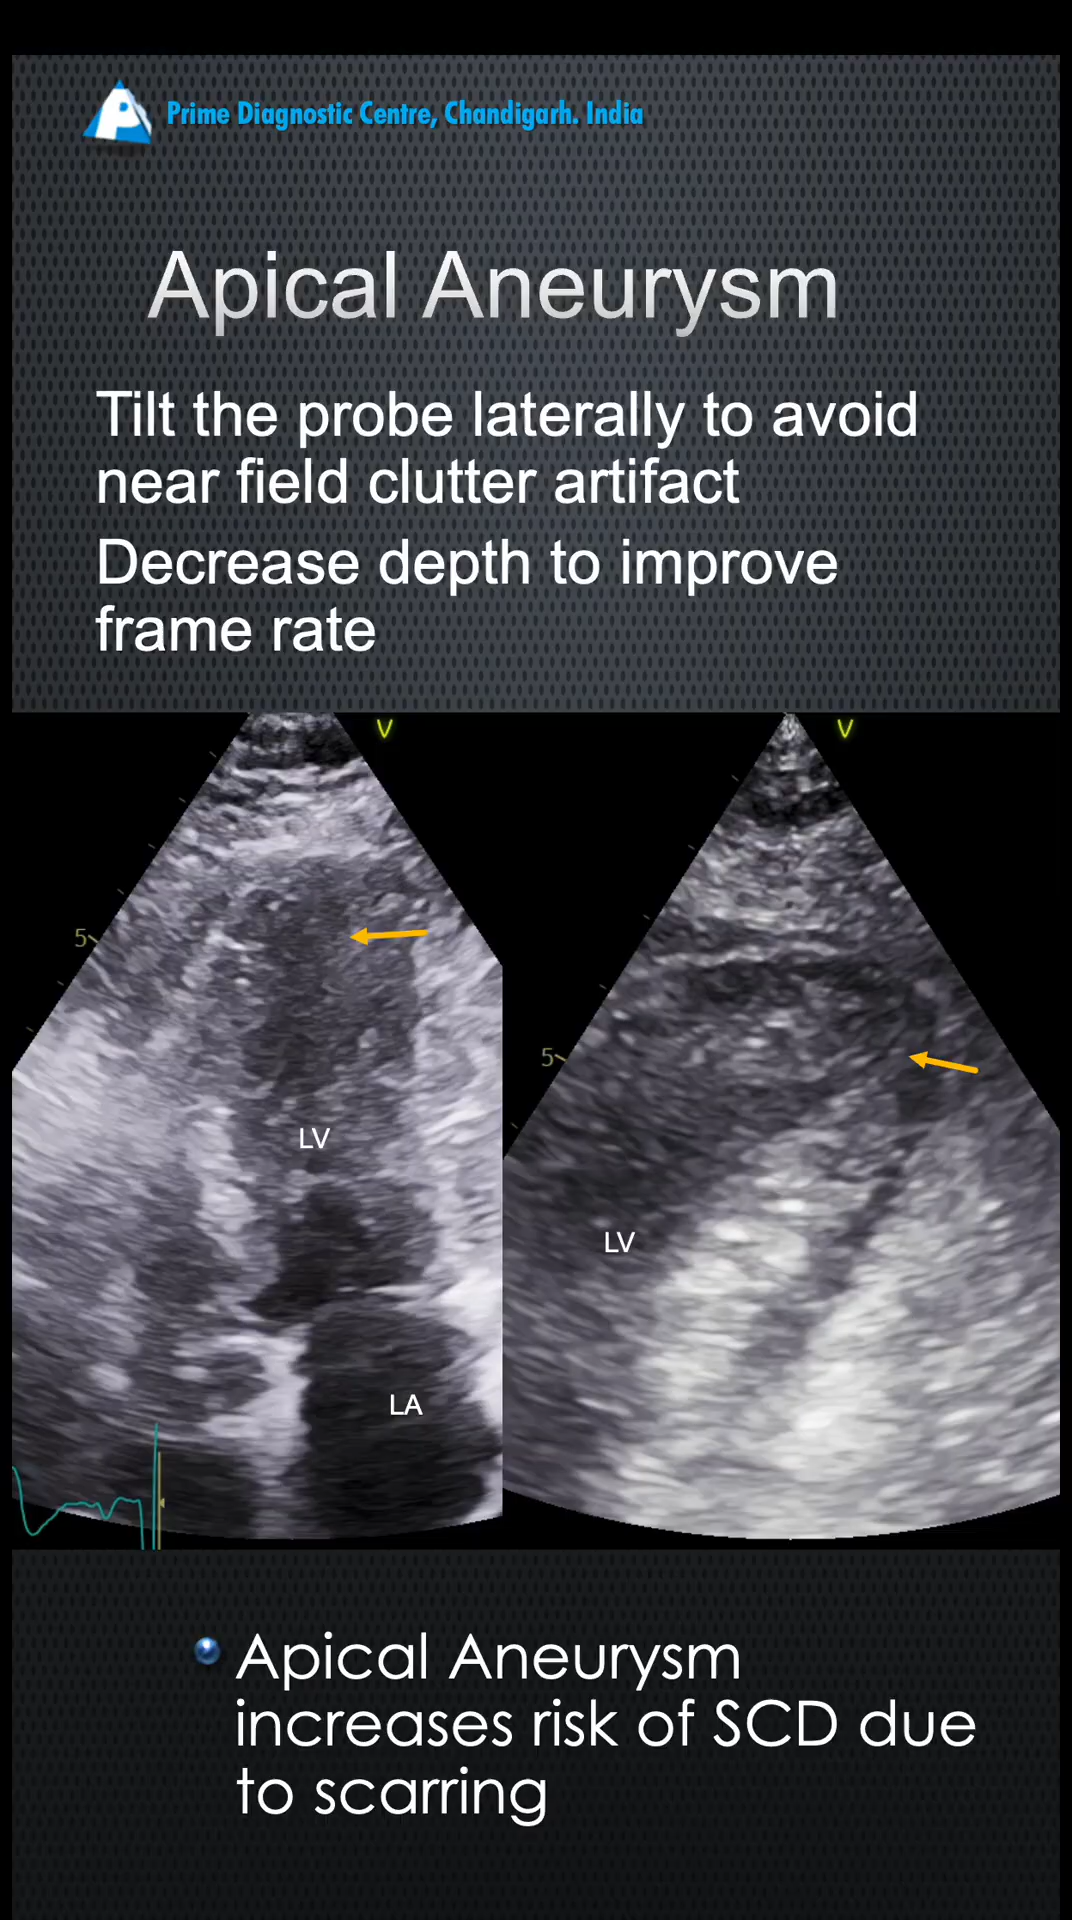 P
Prime Diagnostic Centre, Chandigarh. India
Apical Aneurysm
Tilt the probe laterally to avoid
near field clutter artifact
Decrease depth to improve
frame rate
V
V
5
5
LV
LV
LA
Apical Aneurysm
increases risk of SCD due
to scarring